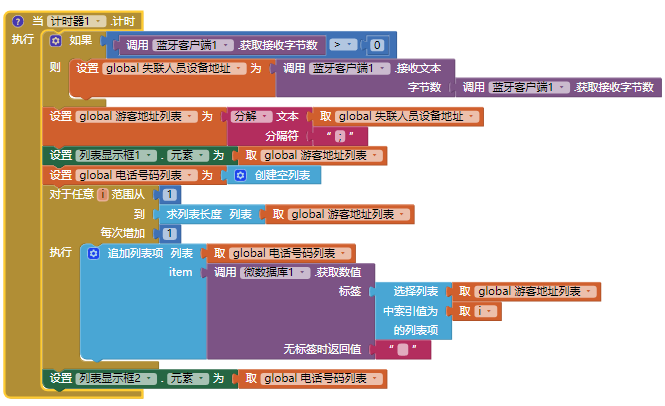 当 计时器1 .计时
执行 如果 调用 蓝牙客户端1 .获取接收字节数 > 0
则 设置 global 失联人员设备地址 为 调用 蓝牙客户端1 .接收文本
字节数 调用 蓝牙客户端1 .获取接收字节数
设置 global 游客地址列表 为 分解 文本 取 global 失联人员设备地址
分隔符 “ ; ”
设置 列表显示框1 . 元素 为 取 global 游客地址列表
设置 global 电话号码列表 为 创建空列表
对于任意 i 范围从 1
到 求列表长度 列表 取 global 游客地址列表
每次增加 1
执行 追加列表项 列表 取 global 电话号码列表
item 调用 微数据库1 .获取数值
标签 选择列表 取 global 游客地址列表
中索引值为 取 i
的列表项
无标签时返回值 “ ”
设置 列表显示框2 . 元素 为 取 global 电话号码列表